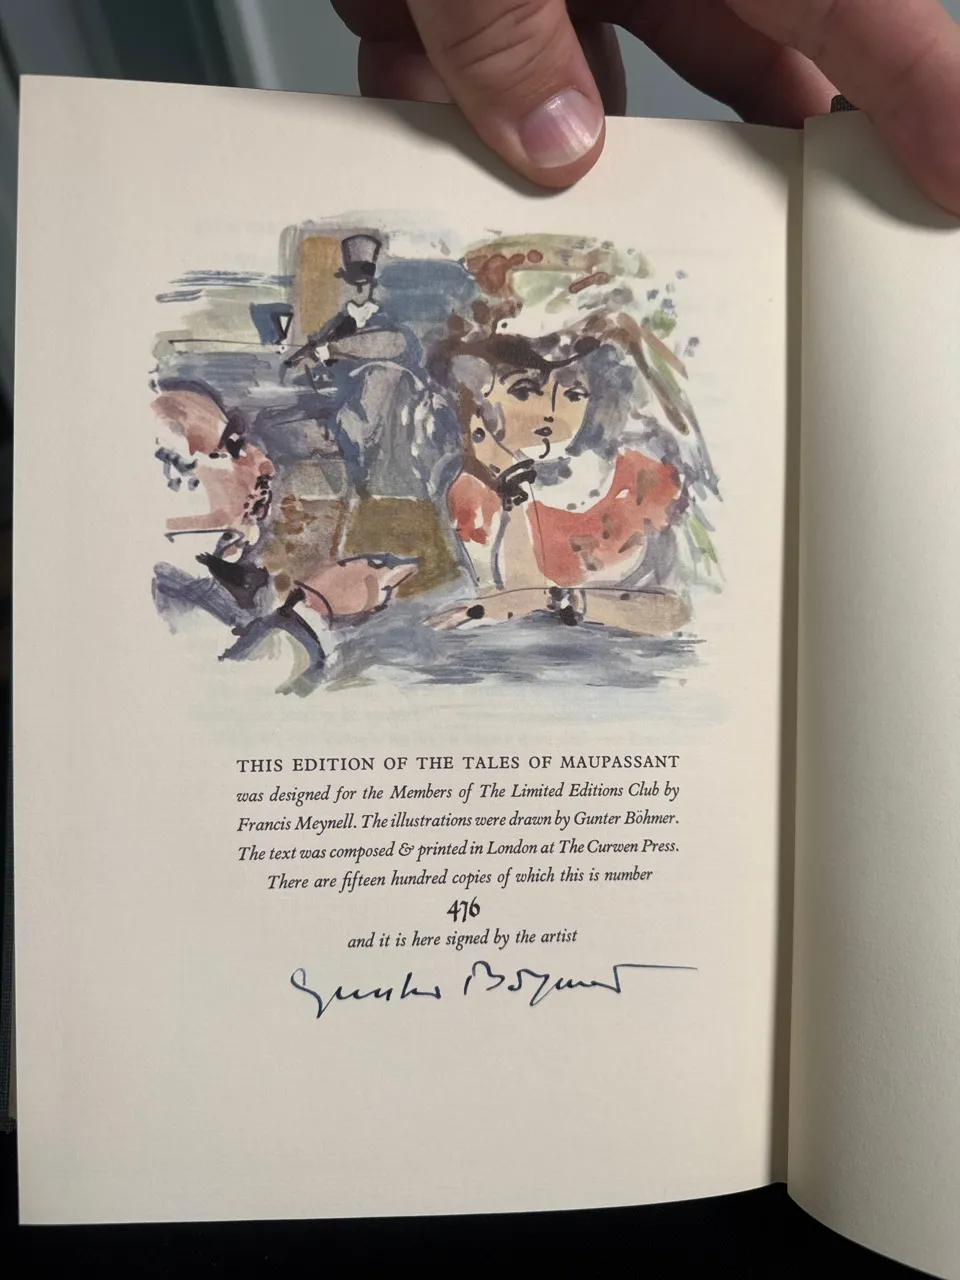 THIS EDITION OF THE TALES OF MAUPASSANT
was designed for the Members of The Limited Editions Club by
Francis Meynell. The illustrations were drawn by Gunter Böhmer.
The text was composed & printed in London at The Curwen Press.
There are fifteen hundred copies of which this is number
476
and it is here signed by the artist
Gunter Böhmer